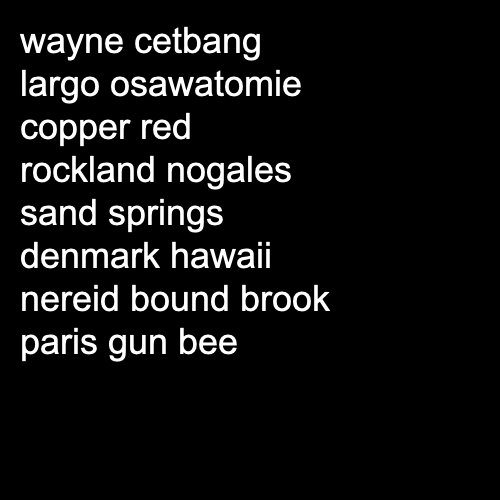 wayne cetbang
largo osawatomie
copper red
rockland nogales
sand springs
denmark hawaii
nereid bound brook
paris gun bee